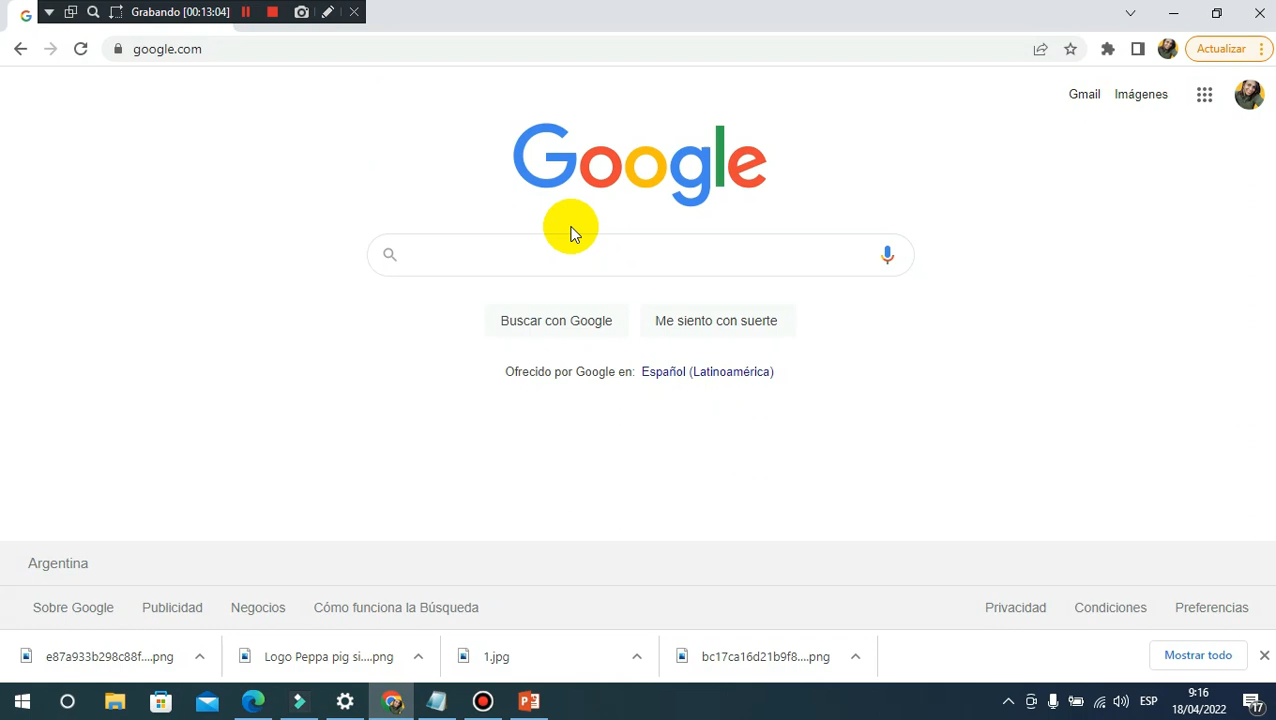 Grabando [00:13:04]
google.com
Actualizar
Gmail Imágenes
Google
Buscar con Google Me siento con suerte
Ofrecido por Google en: Español (Latinoamérica)
Argentina
Sobre Google Publicidad Negocios Cómo funciona la Búsqueda Privacidad Condiciones Preferencias
e87a933b298c88f....png Logo Peppa pig si....png 1.jpg bc17ca16d21b9f8....png Mostrar todo
ESP 9:16
18/04/2022 17